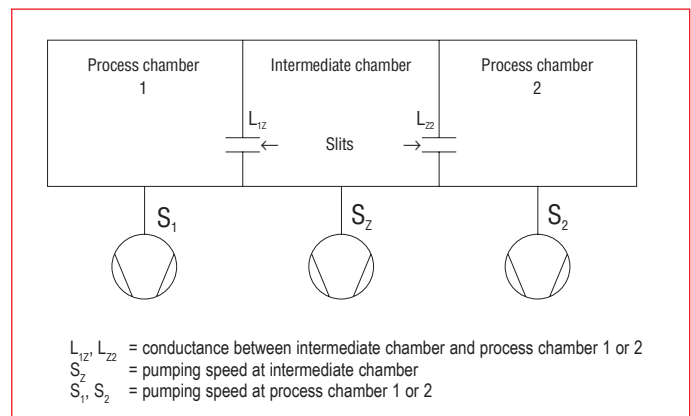 Process chamber 1
Intermediate chamber
Process chamber 2
L1Z
LZ2
← Slits →
S1
SZ
S2
L1Z, LZ2 = conductance between intermediate chamber and process chamber 1 or 2
SZ = pumping speed at intermediate chamber
S1, S2 = pumping speed at process chamber 1 or 2